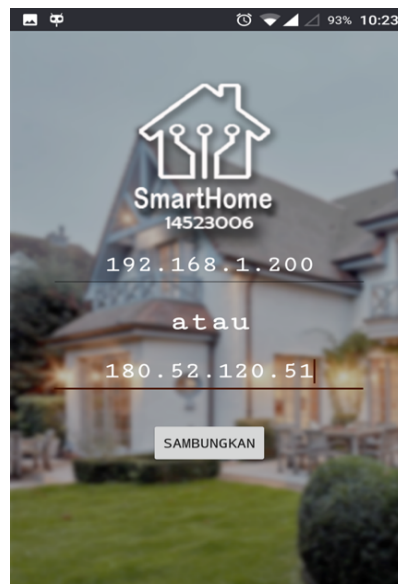 93% 10:23
SmartHome
14523006
192.168.1.200
atau
180.52.120.51
SAMBUNGKAN